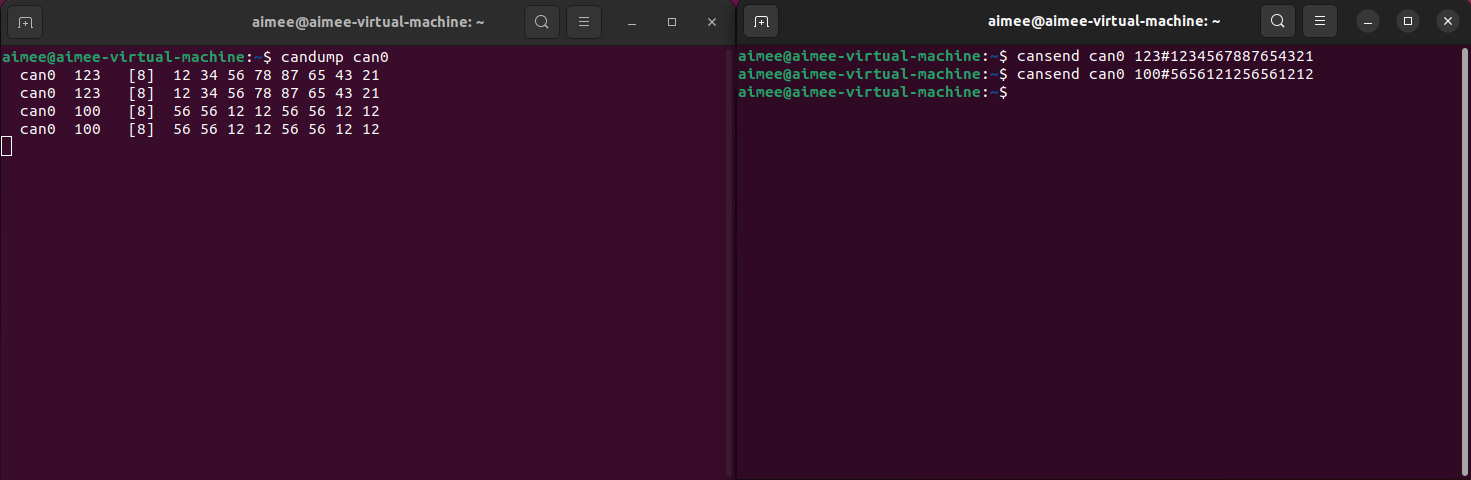 aimee@aimee-virtual-machine: ~
aimee@aimee-virtual-machine:~$ candump can0
  can0  123   [8]  12 34 56 78 87 65 43 21
  can0  123   [8]  12 34 56 78 87 65 43 21
  can0  100   [8]  56 56 12 12 56 56 12 12
  can0  100   [8]  56 56 12 12 56 56 12 12
aimee@aimee-virtual-machine: ~
aimee@aimee-virtual-machine:~$ cansend can0 123#1234567887654321
aimee@aimee-virtual-machine:~$ cansend can0 100#5656121256561212
aimee@aimee-virtual-machine:~$